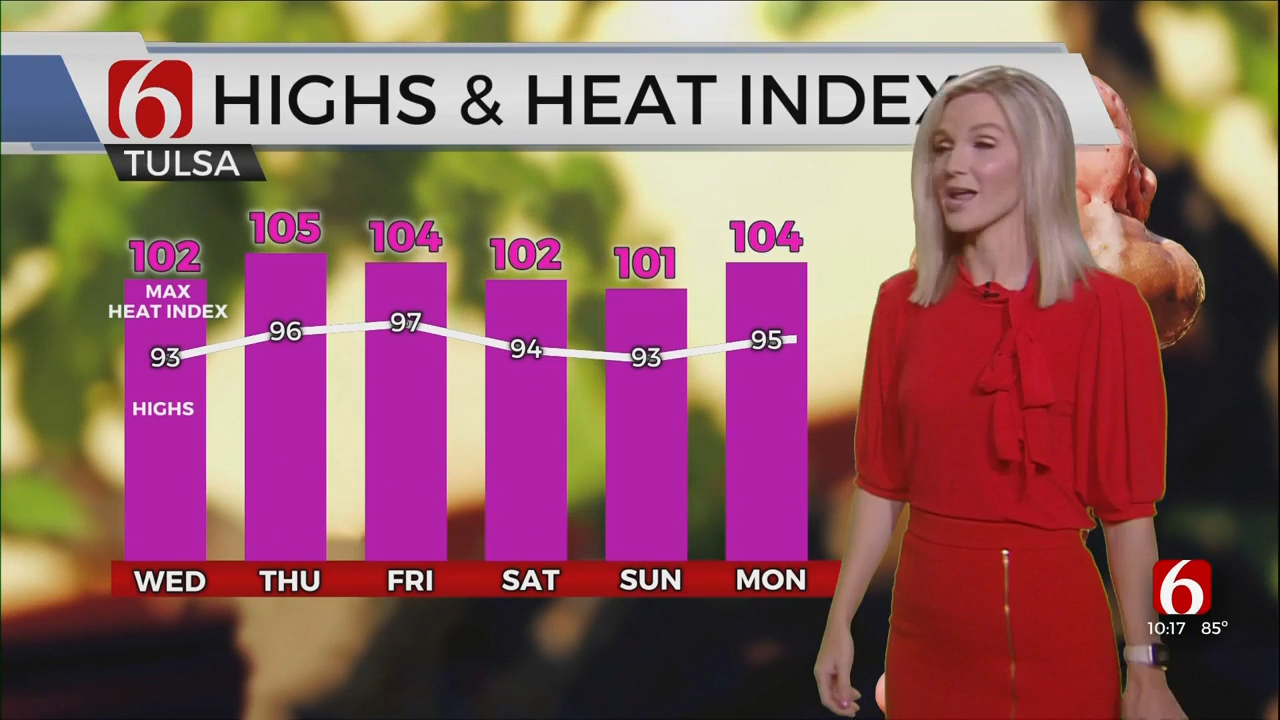 6 HIGHS & HEAT INDEX
TULSA
102 105 104 102 101 104
MAX
HEAT INDEX
93 96 97 94 93 95
HIGHS
WED THU FRI SAT SUN MON
6
10:17 85°